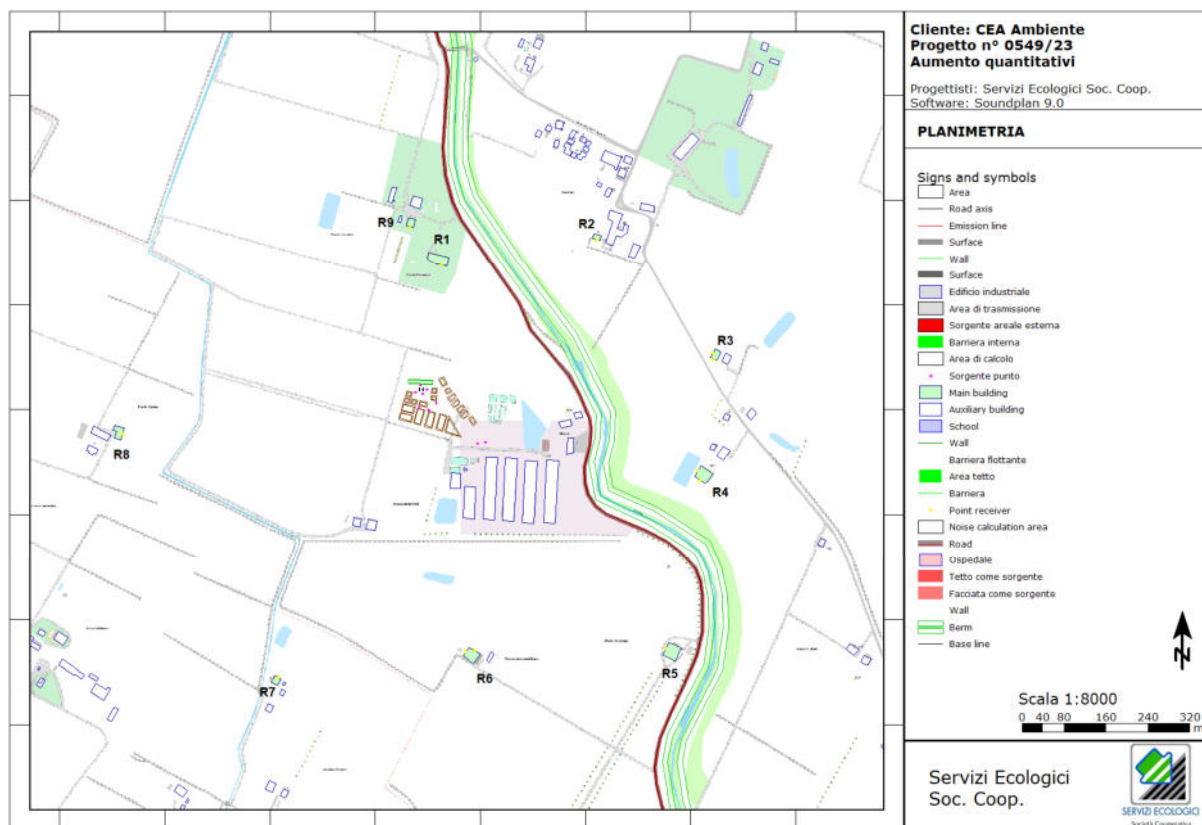 Cliente: CEA Ambiente
Progetto n° 0549/23
Aumento quantitativi
Progettisti: Servizi Ecologici Soc. Coop.
Software: Soundplan 9.0
PLANIMETRIA
Signs and symbols
Area
Road axis
Emission line
Surface
Wall
Surface
Edificio industriale
Area di trasmissione
Sorgente areale esterna
Barriera interna
Area di calcolo
Sorgente punto
Main building
Auxiliary building
School
Wall
Barriera flottante
Area tetto
Barriera
Point receiver
Noise calculation area
Road
Ospedale
Tetto come sorgente
Facciata come sorgente
Wall
Berm
Base line
N
Scala 1:8000
0 40 80 160 240 320
m
Servizi Ecologici
Soc. Coop.
SERVIZI ECOLOGICI
Società Cooperativa
R9
R1
R2
R3
R8
R4
R6
R5
R7